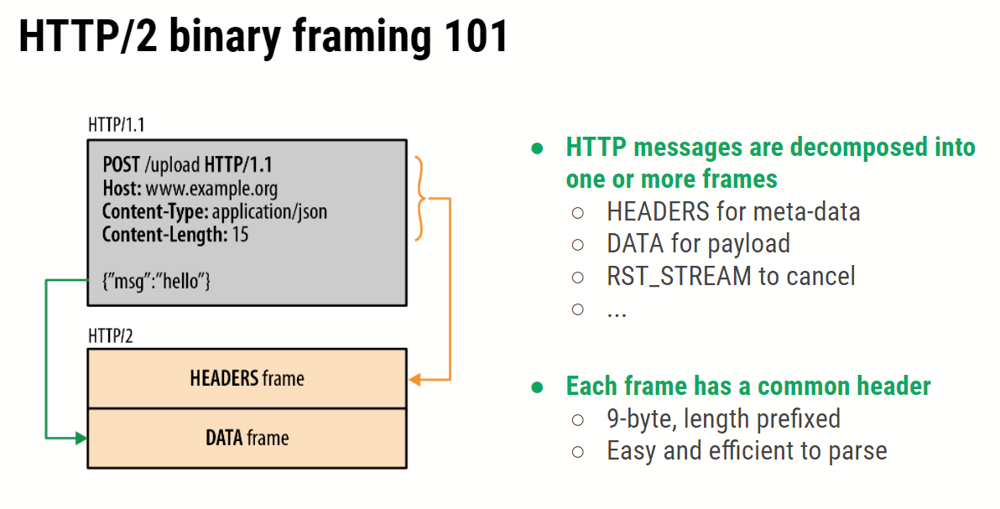 HTTP/2 binary framing 101
HTTP/1.1
POST /upload HTTP/1.1
Host: www.example.org
Content-Type: application/json
Content-Length: 15
{"msg":"hello"}
HTTP/2
HEADERS frame
DATA frame
● HTTP messages are decomposed into
one or more frames
○ HEADERS for meta-data
○ DATA for payload
○ RST_STREAM to cancel
○ ...
● Each frame has a common header
○ 9-byte, length prefixed
○ Easy and efficient to parse